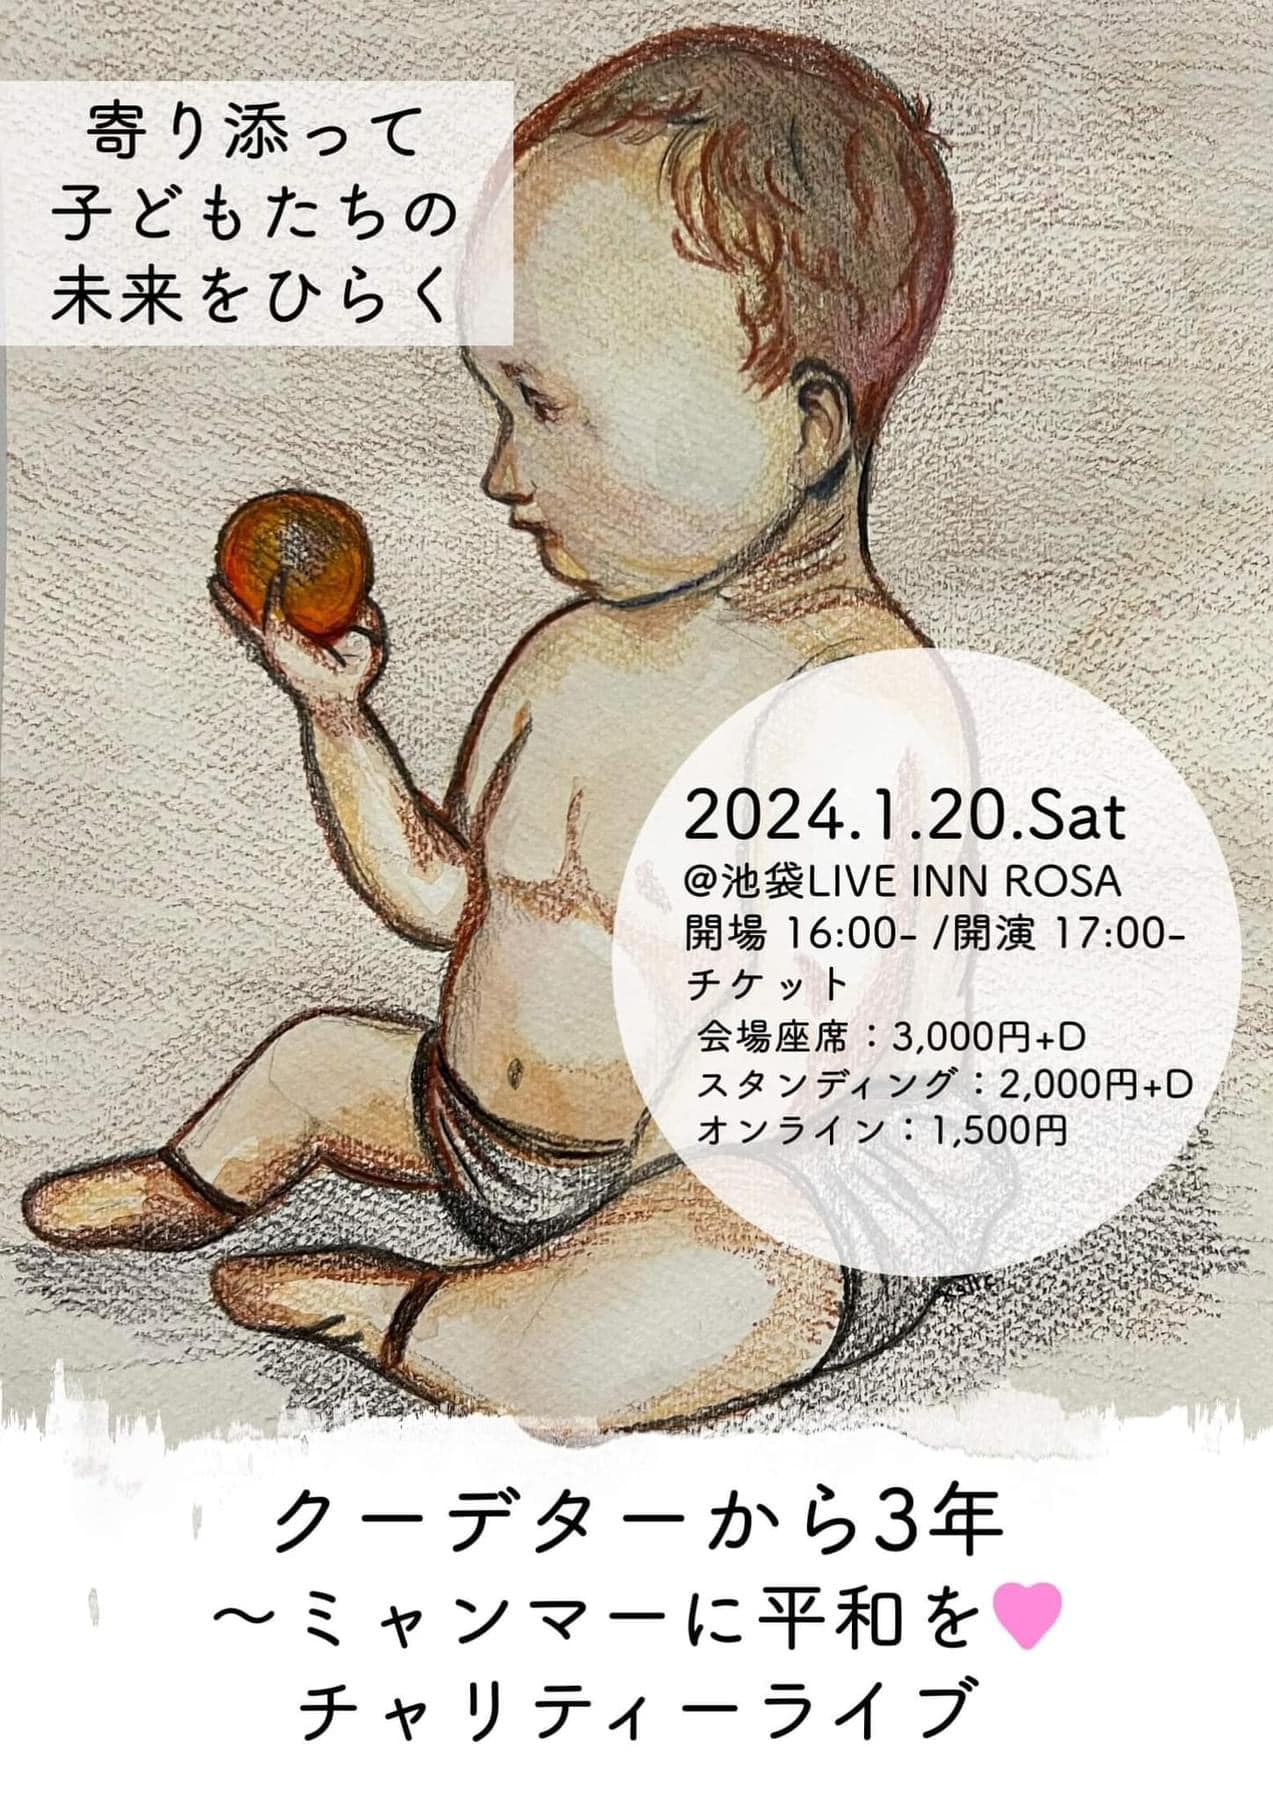 寄り添って
子どもたちの
未来をひらく
2024.1.20.Sat
@池袋LIVE INN ROSA
開場 16:00- /開演 17:00-
チケット
会場座席：3,000円+D
スタンディング：2,000円+D
オンライン：1,500円
クーデターから3年
～ミャンマーに平和を🩷
チャリティーライブ